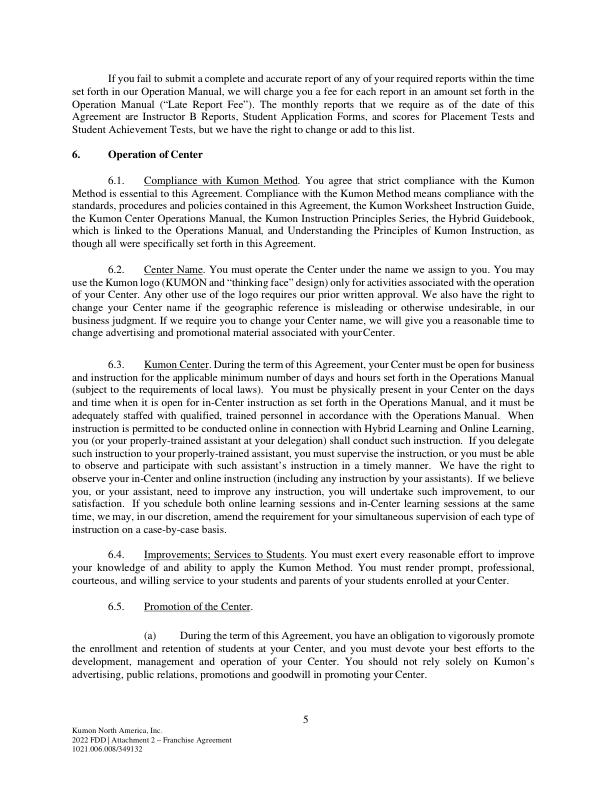 If you fail to submit a complete and accurate report of any of your required reports within the time
set forth in our Operation Manual, we will charge you a fee for each report in an amount set forth in the
Operation Manual (“Late Report Fee”). The monthly reports that we require as of the date of this
Agreement are Instructor B Reports, Student Application Forms, and scores for Placement Tests and
Student Achievement Tests, but we have the right to change or add to this list.
6. Operation of Center
6.1. Compliance with Kumon Method. You agree that strict compliance with the Kumon
Method is essential to this Agreement. Compliance with the Kumon Method means compliance with the
standards, procedures and policies contained in this Agreement, the Kumon Worksheet Instruction Guide,
the Kumon Center Operations Manual, the Kumon Instruction Principles Series, the Hybrid Guidebook,
which is linked to the Operations Manual, and Understanding the Principles of Kumon Instruction, as
though all were specifically set forth in this Agreement.
6.2. Center Name. You must operate the Center under the name we assign to you. You may
use the Kumon logo (KUMON and “thinking face” design) only for activities associated with the operation
of your Center. Any other use of the logo requires our prior written approval. We also have the right to
change your Center name if the geographic reference is misleading or otherwise undesirable, in our
business judgment. If we require you to change your Center name, we will give you a reasonable time to
change advertising and promotional material associated with your Center.
6.3. Kumon Center. During the term of this Agreement, your Center must be open for business
and instruction for the applicable minimum number of days and hours set forth in the Operations Manual
(subject to the requirements of local laws). You must be physically present in your Center on the days
and time when it is open for in-Center instruction as set forth in the Operations Manual, and it must be
adequately staffed with qualified, trained personnel in accordance with the Operations Manual. When
instruction is permitted to be conducted online in connection with Hybrid Learning and Online Learning,
you (or your properly-trained assistant at your delegation) shall conduct such instruction. If you delegate
such instruction to your properly-trained assistant, you must supervise the instruction, or you must be able
to observe and participate with such assistant’s instruction in a timely manner. We have the right to
observe your in-Center and online instruction (including any instruction by your assistants). If we believe
you, or your assistant, need to improve any instruction, you will undertake such improvement, to our
satisfaction. If you schedule both online learning sessions and in-Center learning sessions at the same
time, we may, in our discretion, amend the requirement for your simultaneous supervision of each type of
instruction on a case-by-case basis.
6.4. Improvements; Services to Students. You must exert every reasonable effort to improve
your knowledge of and ability to apply the Kumon Method. You must render prompt, professional,
courteous, and willing service to your students and parents of your students enrolled at your Center.
6.5. Promotion of the Center.
(a) During the term of this Agreement, you have an obligation to vigorously promote
the enrollment and retention of students at your Center, and you must devote your best efforts to the
development, management and operation of your Center. You should not rely solely on Kumon’s
advertising, public relations, promotions and goodwill in promoting your Center.
5
Kumon North America, Inc.
2022 FDD | Attachment 2 – Franchise Agreement
1021.006.008/349132